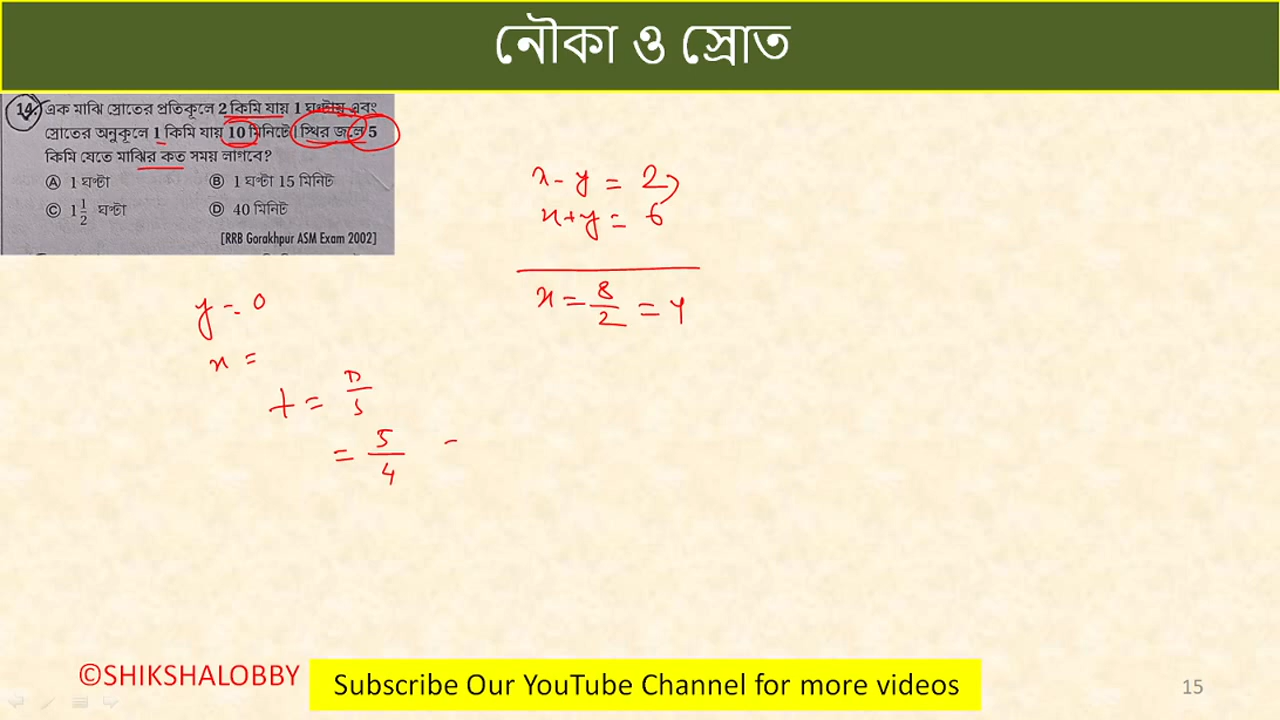 নৌকা ও স্রোত
14. এক মাঝি স্রোতের প্রতিকূলে 2 কিমি যায় 1 ঘণ্টায় এবং
স্রোতের অনুকূলে 1 কিমি যায় 10 মিনিটে। স্থির জলে 5
কিমি যেতে মাঝির কত সময় লাগবে?
Ⓐ 1 ঘণ্টা Ⓑ 1 ঘণ্টা 15 মিনিট
Ⓒ 1 1/2 ঘণ্টা Ⓓ 40 মিনিট
[RRB Gorakhpur ASM Exam 2002]
x - y = 2
x + y = 6
x = 8/2 = 4
y = 0
x =
t = D/S
= 5/4
©SHIKSHALOBBY
Subscribe Our YouTube Channel for more videos
15